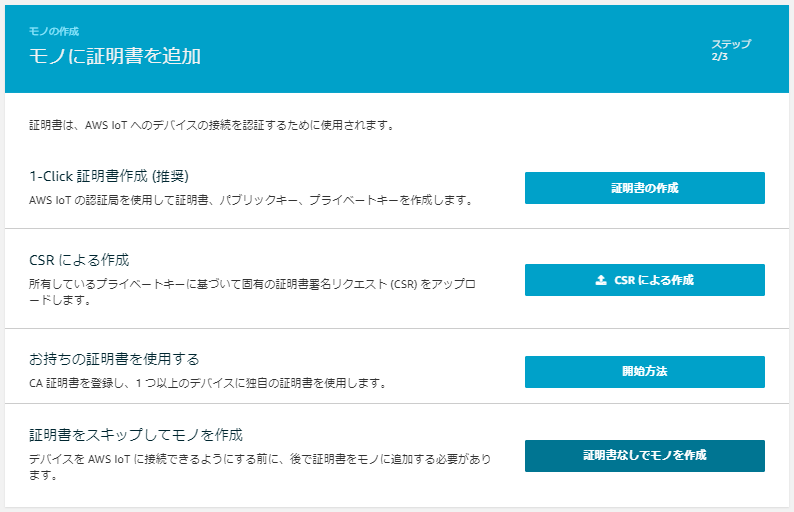 モノの作成
モノに証明書を追加
ステップ
2/3
証明書は、AWS IoT へのデバイスの接続を認証するために使用されます。
1-Click 証明書作成 (推奨)
AWS IoT の認証局を使用して証明書、パブリックキー、プライベートキーを作成します。
証明書の作成
CSR による作成
所有しているプライベートキーに基づいて固有の証明書署名リクエスト (CSR) をアップロ
ードします。
CSR による作成
お持ちの証明書を使用する
CA 証明書を登録し、1 つ以上のデバイスに独自の証明書を使用します。
開始方法
証明書をスキップしてモノを作成
デバイスを AWS IoT に接続できるようにする前に、後で証明書をモノに追加する必要があり
ます。
証明書なしでモノを作成